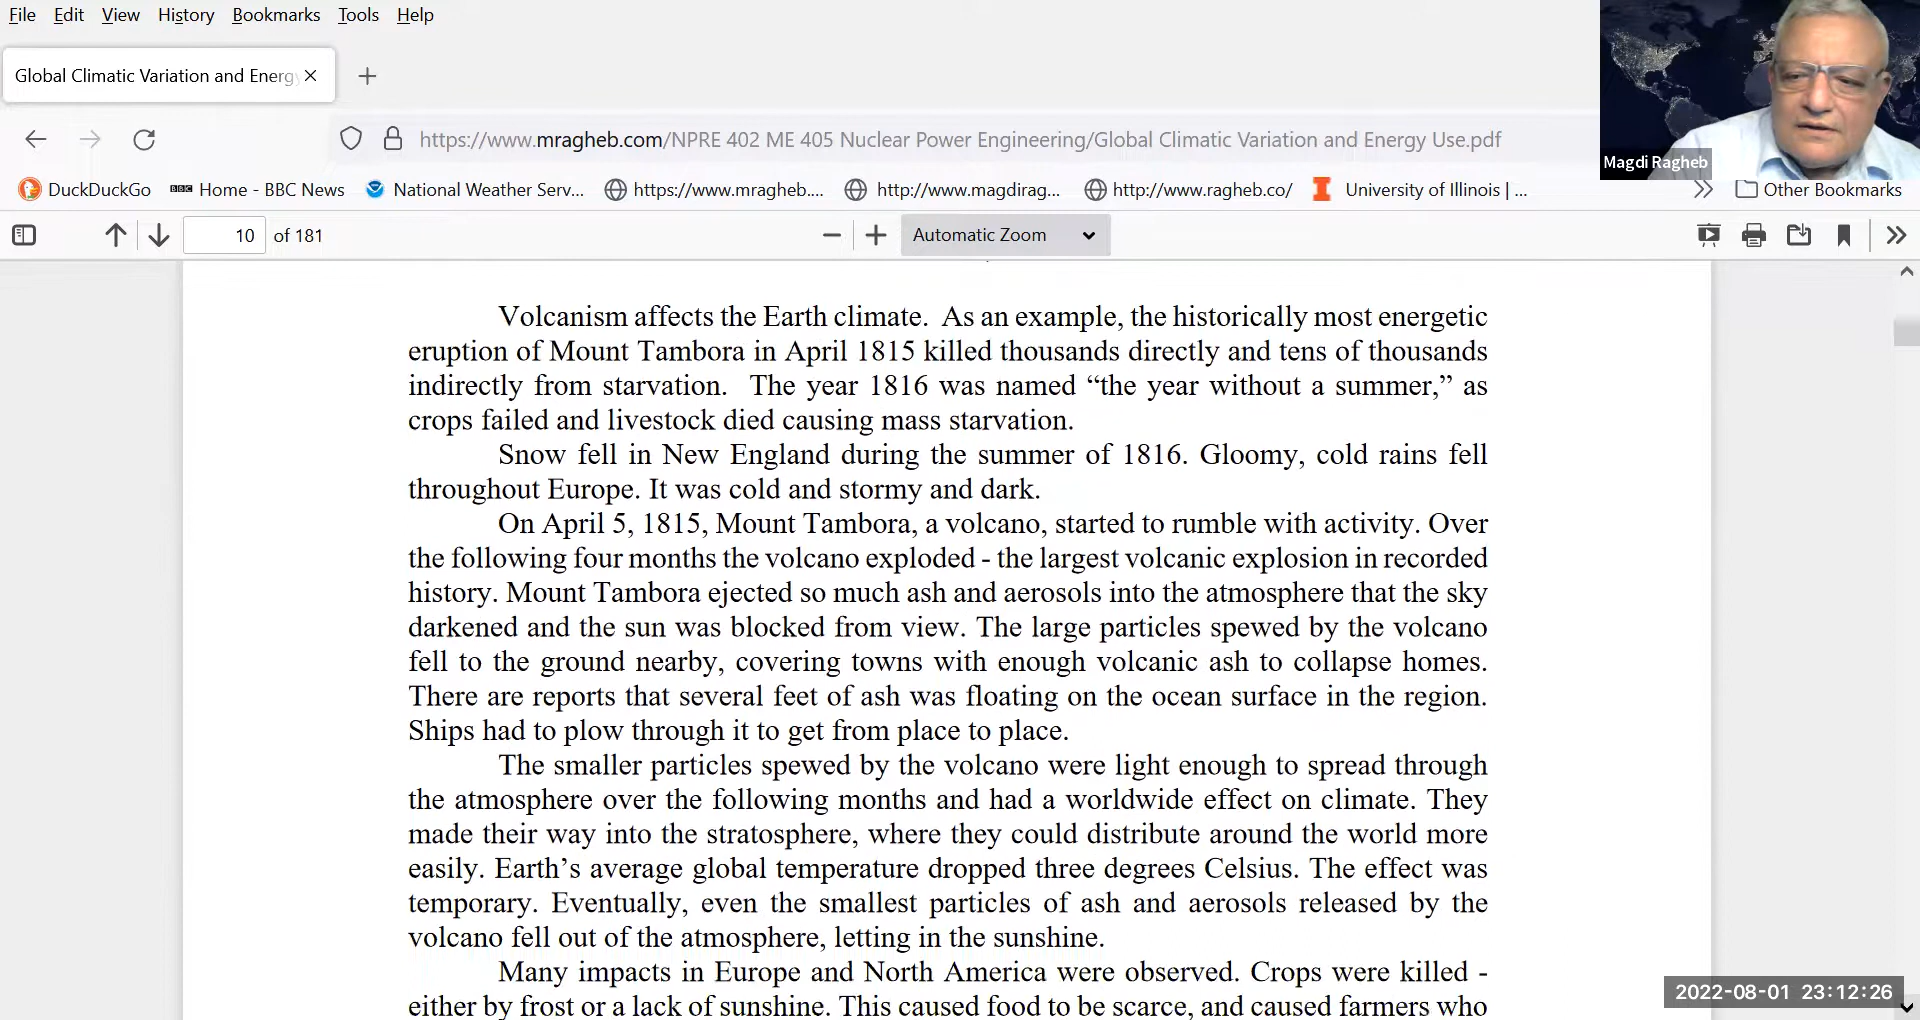 File Edit View History Bookmarks Tools Help
Global Climatic Variation and Energ
https://www.mragheb.com/NPRE 402 ME 405 Nuclear Power Engineering/Global Climatic Variation and Energy Use.pdf
Magdi Ragheb
DuckDuckGo BBC Home - BBC News National Weather Serv... https://www.mragheb.... http://www.magdirag... http://www.ragheb.co/ University of Illinois | ... Other Bookmarks
10 of 181 Automatic Zoom
Volcanism affects the Earth climate. As an example, the historically most energetic
eruption of Mount Tambora in April 1815 killed thousands directly and tens of thousands
indirectly from starvation. The year 1816 was named “the year without a summer,” as
crops failed and livestock died causing mass starvation.
Snow fell in New England during the summer of 1816. Gloomy, cold rains fell
throughout Europe. It was cold and stormy and dark.
On April 5, 1815, Mount Tambora, a volcano, started to rumble with activity. Over
the following four months the volcano exploded - the largest volcanic explosion in recorded
history. Mount Tambora ejected so much ash and aerosols into the atmosphere that the sky
darkened and the sun was blocked from view. The large particles spewed by the volcano
fell to the ground nearby, covering towns with enough volcanic ash to collapse homes.
There are reports that several feet of ash was floating on the ocean surface in the region.
Ships had to plow through it to get from place to place.
The smaller particles spewed by the volcano were light enough to spread through
the atmosphere over the following months and had a worldwide effect on climate. They
made their way into the stratosphere, where they could distribute around the world more
easily. Earth’s average global temperature dropped three degrees Celsius. The effect was
temporary. Eventually, even the smallest particles of ash and aerosols released by the
volcano fell out of the atmosphere, letting in the sunshine.
Many impacts in Europe and North America were observed. Crops were killed -
either by frost or a lack of sunshine. This caused food to be scarce, and caused farmers who
2022-08-01 23:12:26